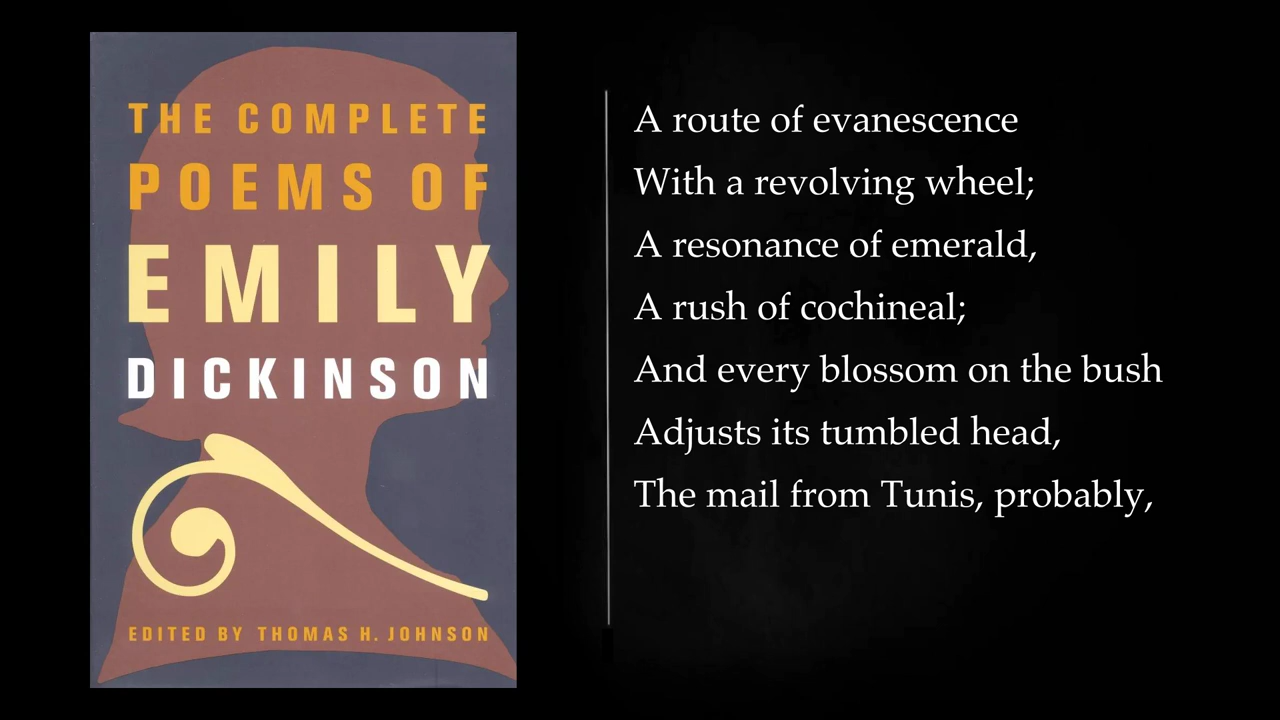 THE COMPLETE
POEMS OF
EMILY
DICKINSON
EDITED BY THOMAS H. JOHNSON
A route of evanescence
With a revolving wheel;
A resonance of emerald,
A rush of cochineal;
And every blossom on the bush
Adjusts its tumbled head,
The mail from Tunis, probably,